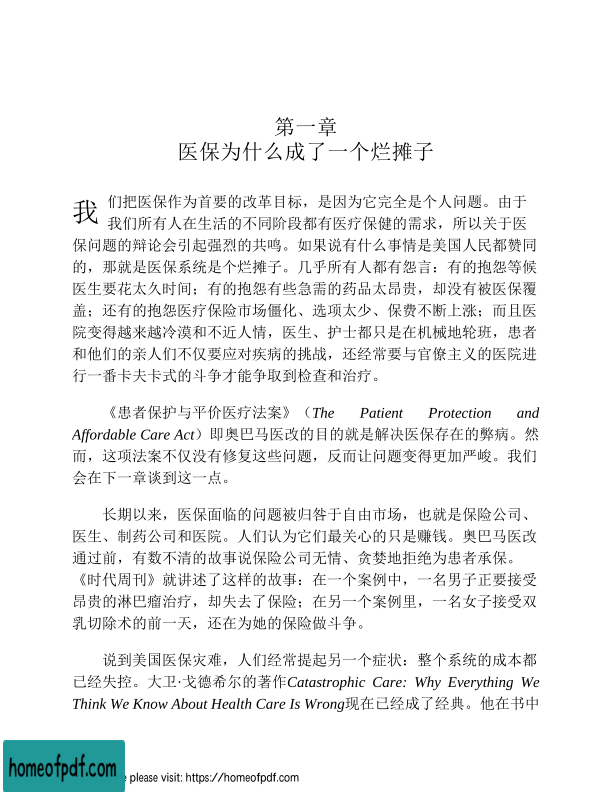 第一章
医保为什么成了一个烂摊子
我们把医保作为首要的改革目标，是因为它完全是个人问题。由于
我们所有人在生活的不同阶段都有医疗保健的需求，所以关于医
保问题的辩论会引起强烈的共鸣。如果说有什么事情是美国人民都赞同
的，那就是医保系统是个烂摊子。几乎所有人都有怨言：有的抱怨等候
医生要花太久时间；有的抱怨有些急需的药品太昂贵，却没有被医保覆
盖；还有的抱怨医疗保险市场僵化、选项太少、保费不断上涨；而且医
院变得越来越冷漠和不近人情，医生、护士都只是在机械地轮班，患者
和他们的亲人们不仅要应对疾病的挑战，还经常要与官僚主义的医院进
行一番卡夫卡式的斗争才能争取到检查和治疗。
《患者保护与平价医疗法案》（The Patient Protection and
Affordable Care Act）即奥巴马医改的目的就是解决医保存在的弊病。然
而，这项法案不仅没有修复这些问题，反而让问题变得更加严峻。我们
会在下一章谈到这一点。
长期以来，医保面临的问题被归咎于自由市场，也就是保险公司、
医生、制药公司和医院。人们认为它们最关心的只是赚钱。奥巴马医改
通过前，有数不清的故事说保险公司无情、贪婪地拒绝为患者承保。
《时代周刊》就讲述了这样的故事：在一个案例中，一名男子正要接受
昂贵的淋巴瘤治疗，却失去了保险；在另一个案例里，一名女子接受双
乳切除术的前一天，还在为她的保险做斗争。
说到美国医保灾难，人们经常提起另一个症状：整个系统的成本都
已经失控。大卫·戈德希尔的著作Catastrophic Care: Why Everything We
Think We Know About Health Care Is Wrong现在已经成了经典。他在书中
homeofpdf.com
e please visit: https://homeofpdf.com